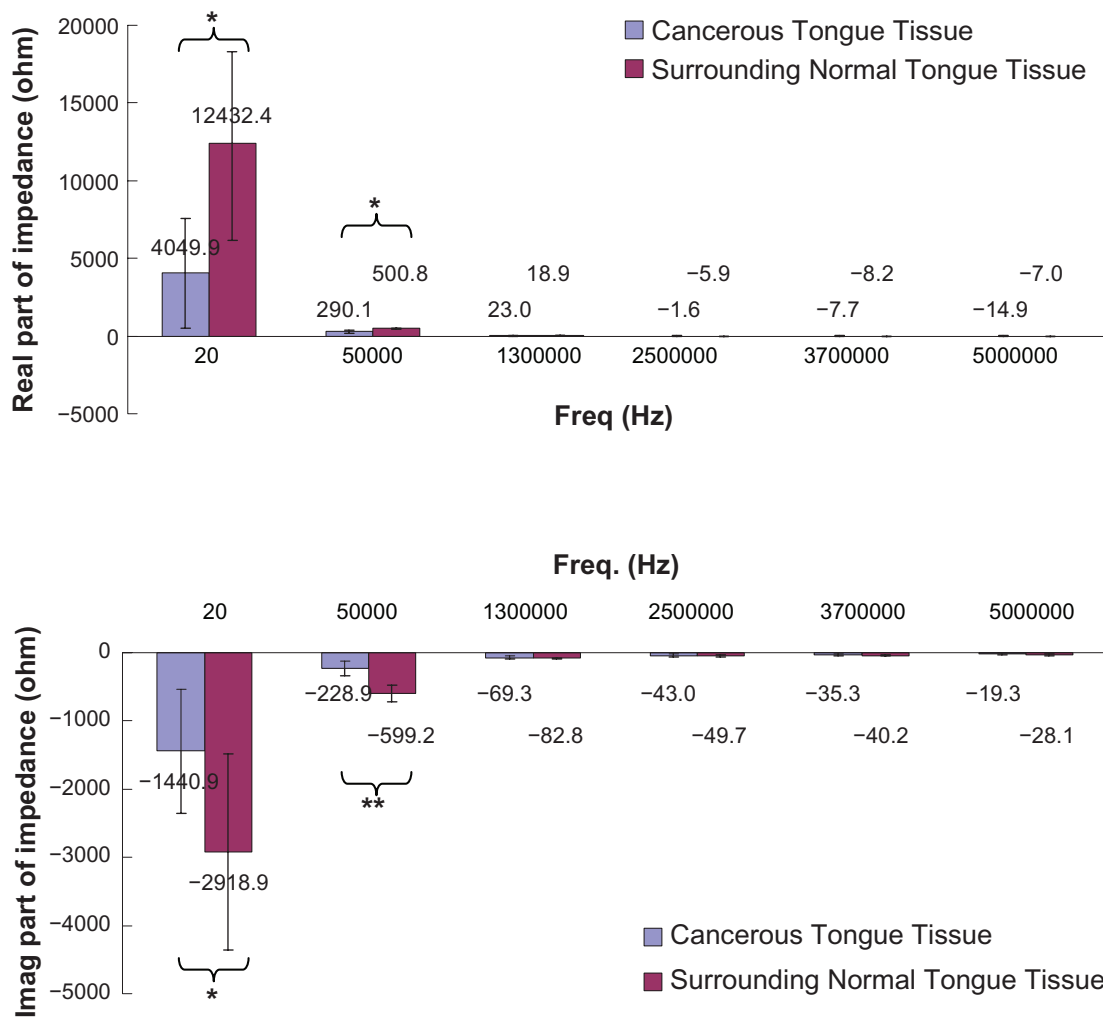 20000
15000
10000
5000
0
−5000
Real part of impedance (ohm)
*
12432.4
4049.9
Cancerous Tongue Tissue
Surrounding Normal Tongue Tissue
*
500.8 18.9 −5.9 −8.2 −7.0
290.1 23.0 −1.6 −7.7 −14.9
20 50000 1300000 2500000 3700000 5000000
Freq (Hz)
Freq. (Hz)
20 50000 1300000 2500000 3700000 5000000
0
−1000
−2000
−3000
−4000
−5000
Imag part of impedance (ohm)
−228.9 −69.3 −43.0 −35.3 −19.3
−599.2 −82.8 −49.7 −40.2 −28.1
−1440.9
**
−2918.9
*
Cancerous Tongue Tissue
Surrounding Normal Tongue Tissue